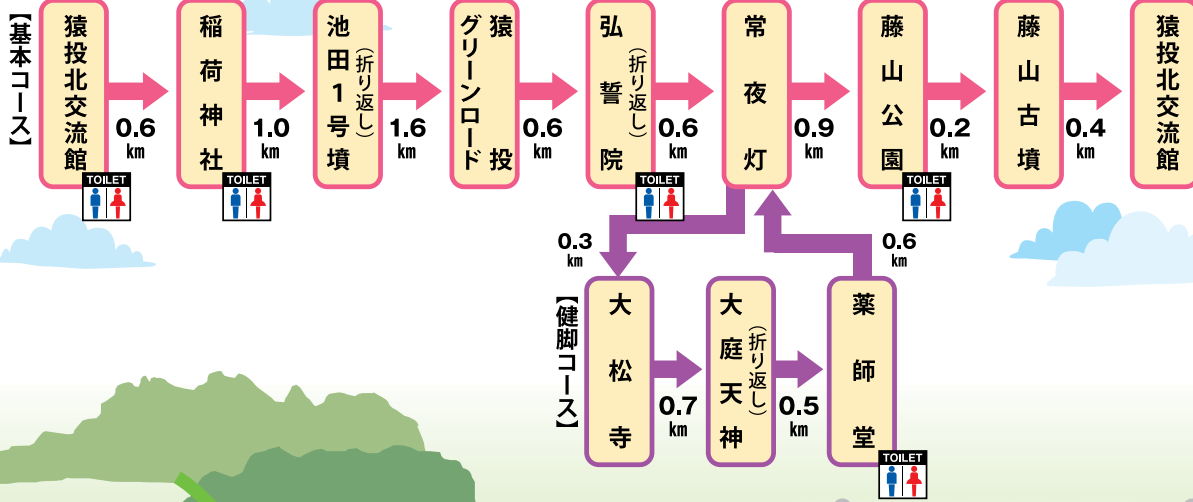 【基本コース】
猿投北交流館
TOILET
0.6
km
稲荷神社
TOILET
1.0
km
池田1号墳
(折り返し)
1.6
km
猿投
グリーンロード
0.6
km
弘誓院
(折り返し)
TOILET
0.6
km
常夜灯
0.9
km
藤山公園
TOILET
0.2
km
藤山古墳
0.4
km
猿投北交流館
【健脚コース】
0.3
km
大松寺
0.7
km
大庭天神
(折り返し)
0.5
km
薬師堂
TOILET
0.6
km